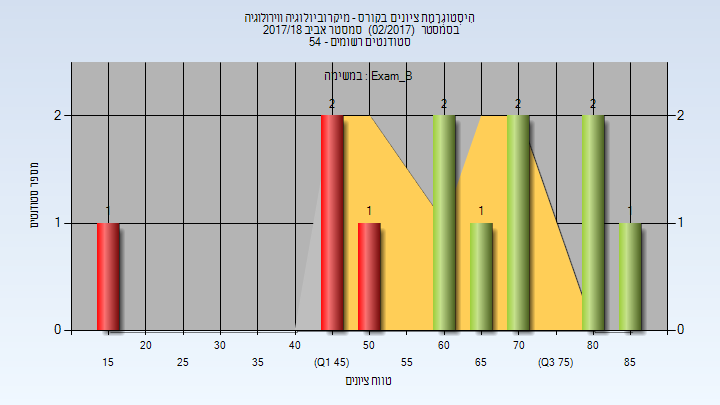 היסטוגרמת ציונים בקורס - מיקרוביולוגיה ווירולוגיה
בסמסטר (02/2017) סמסטר אביב 2017/18
סטודנטים רשומים - 54
במשימה : Exam_B
מספר סטודנטים
2 2 2 2 2 2
1 1 1 1 1
0 0
20 30 40 50 60 70 80
15 25 35 (Q1 45) 55 65 (Q3 75) 85
טווח ציונים